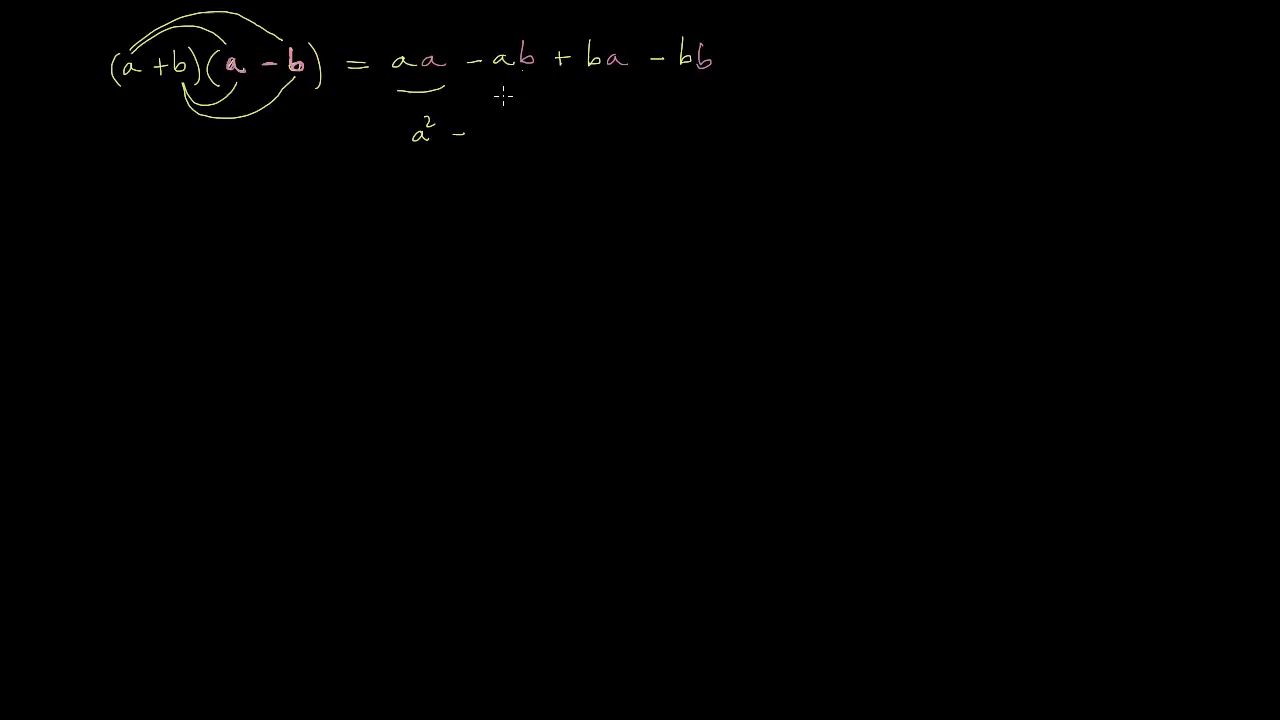 (a + b)(a - b) = aa - ab + ba - bb
a² -